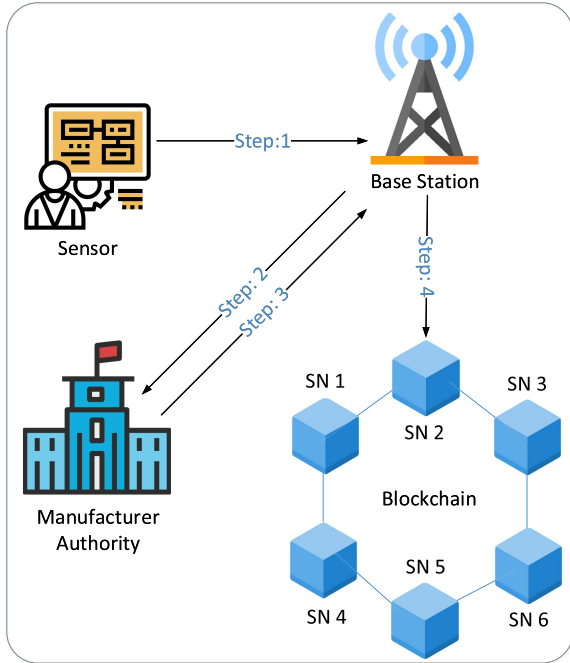 Step:1
Base Station
Sensor
Step: 2
Step: 3
Step: 4
SN 1
SN 3
SN 2
Manufacturer
Authority
Blockchain
SN 5
SN 4
SN 6